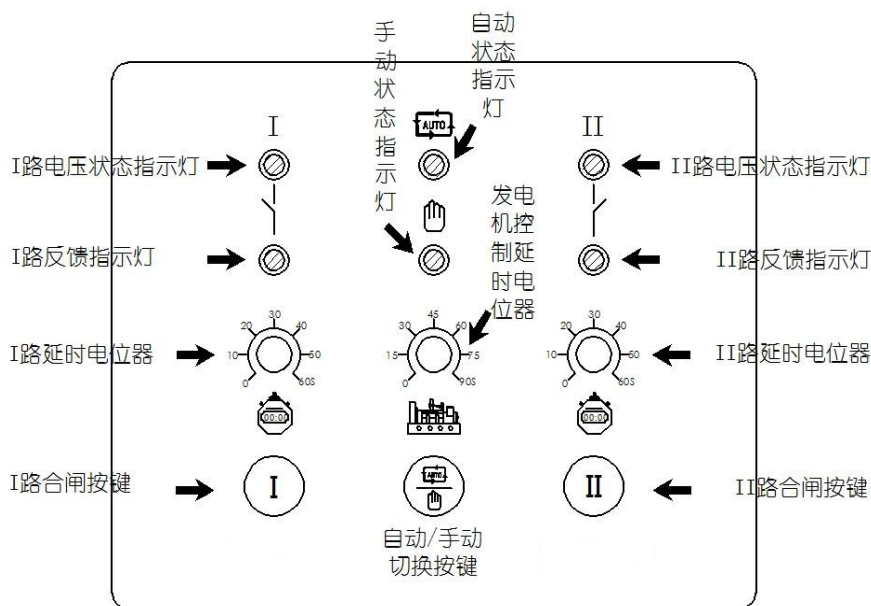 手动状态指示灯
自动
状态
指示
灯
I
AUTO
II
I路电压状态指示灯
II路电压状态指示灯
发电
机控
制延
时电
位器
I路反馈指示灯
II路反馈指示灯
0 10 20 30 40 50 60S
0 15 30 45 60 75 90S
0 10 20 30 40 50 60S
I路延时电位器
II路延时电位器
00:00
00:00
I路合闸按键
I
AUTO
II
II路合闸按键
自动/手动
切换按键